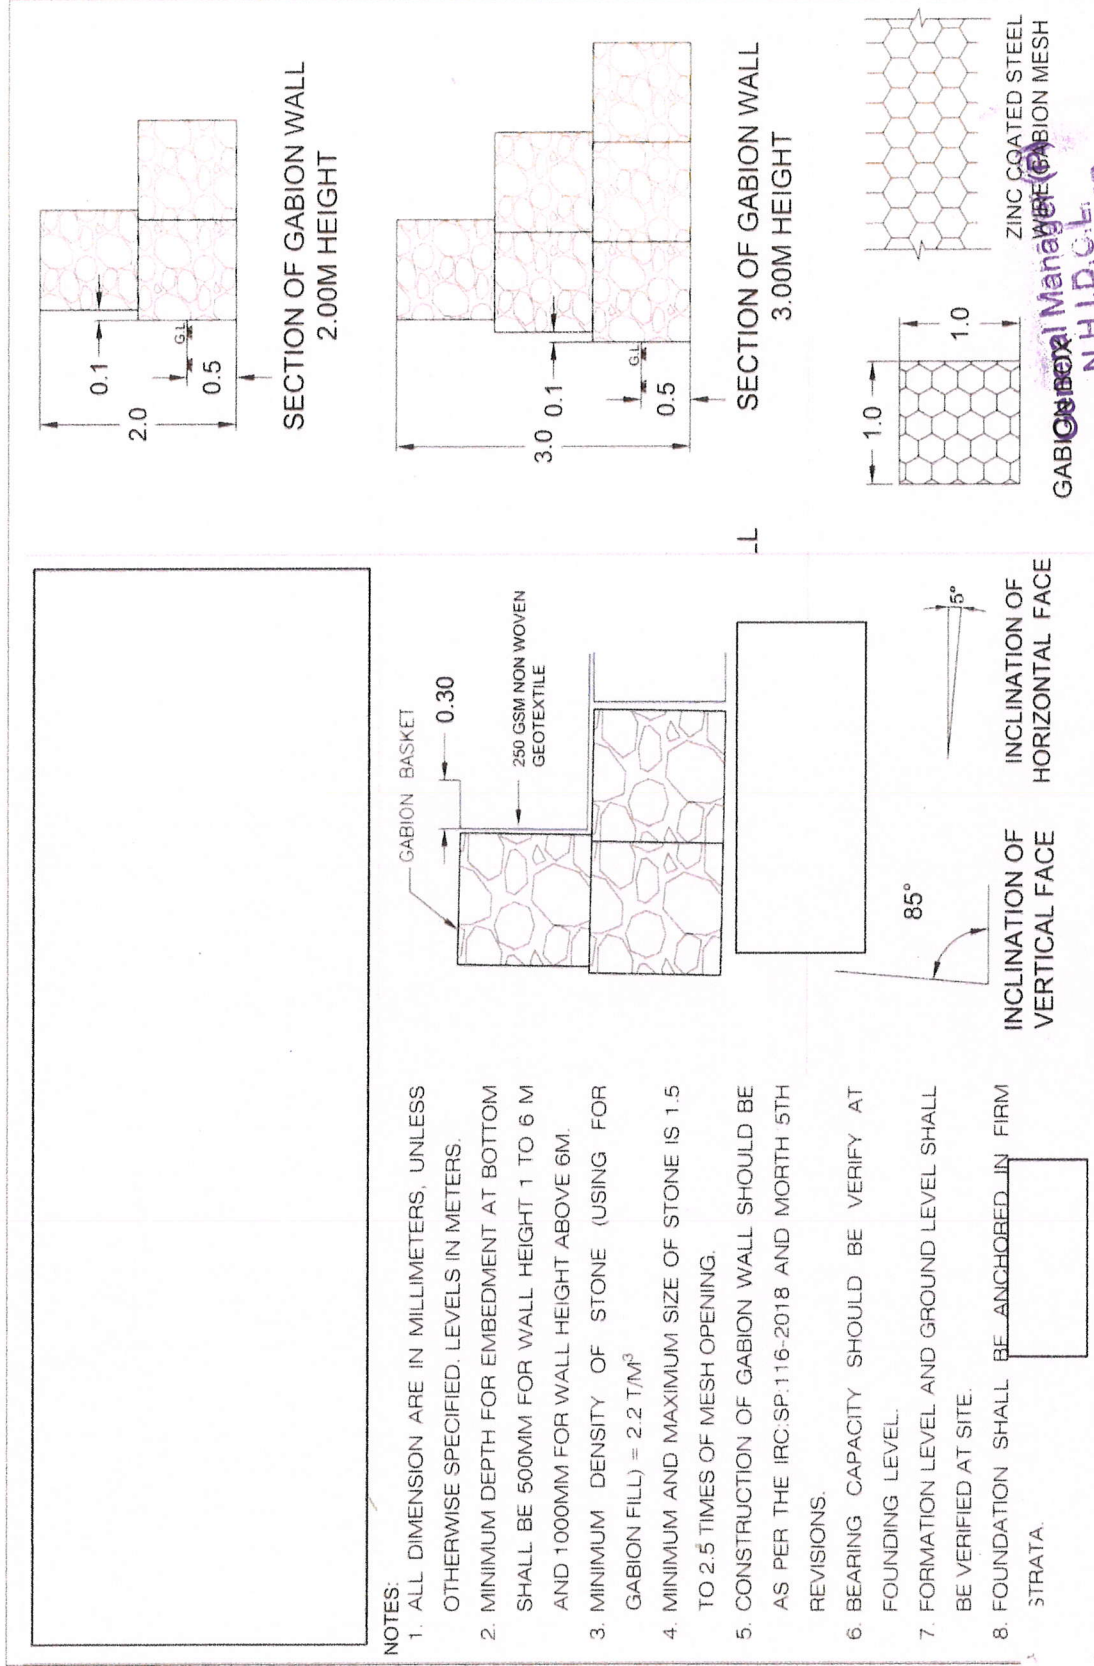 NOTES:
1. ALL DIMENSION ARE IN MILLIMETERS, UNLESS
OTHERWISE SPECIFIED. LEVELS IN METERS.
2. MINIMUM DEPTH FOR EMBEDMENT AT BOTTOM
SHALL BE 500MM FOR WALL HEIGHT 1 TO 6 M
AND 1000MM FOR WALL HEIGHT ABOVE 6M.
3. MINIMUM DENSITY OF STONE (USING FOR
GABION FILL) = 2.2 T/M³
4. MINIMUM AND MAXIMUM SIZE OF STONE IS 1.5
TO 2.5 TIMES OF MESH OPENING.
5. CONSTRUCTION OF GABION WALL SHOULD BE
AS PER THE IRC:SP:116-2018 AND MORTH 5TH
REVISIONS.
6. BEARING CAPACITY SHOULD BE VERIFY AT
FOUNDING LEVEL.
7. FORMATION LEVEL AND GROUND LEVEL SHALL
BE VERIFIED AT SITE.
8. FOUNDATION SHALL BE ANCHORED IN FIRM
STRATA.
GABION BASKET
0.30
250 GSM NON WOVEN
GEOTEXTILE
85°
INCLINATION OF
VERTICAL FACE
5°
INCLINATION OF
HORIZONTAL FACE
2.0
0.1
G.L
0.5
SECTION OF GABION WALL
2.00M HEIGHT
3.0
0.1
G.L
0.5
SECTION OF GABION WALL
3.00M HEIGHT
1.0
1.0
GABION BOX
ZINC COATED STEEL
WIRE GABION MESH
General Manager (P)
N.H.I.D.C.L.